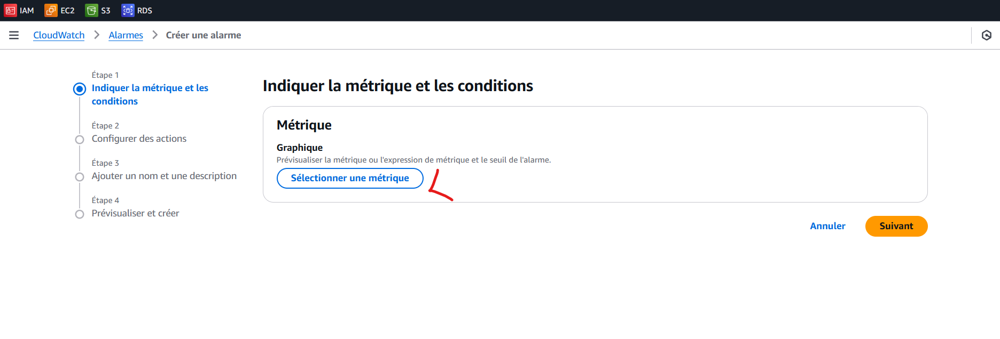 IAM EC2 S3 RDS
CloudWatch Alarmes Créer une alarme
Étape 1
Indiquer la métrique et les
conditions
Étape 2
Configurer des actions
Étape 3
Ajouter un nom et une description
Étape 4
Prévisualiser et créer
Indiquer la métrique et les conditions
Métrique
Graphique
Prévisualiser la métrique ou l'expression de métrique et le seuil de l'alarme.
Sélectionner une métrique
Annuler Suivant